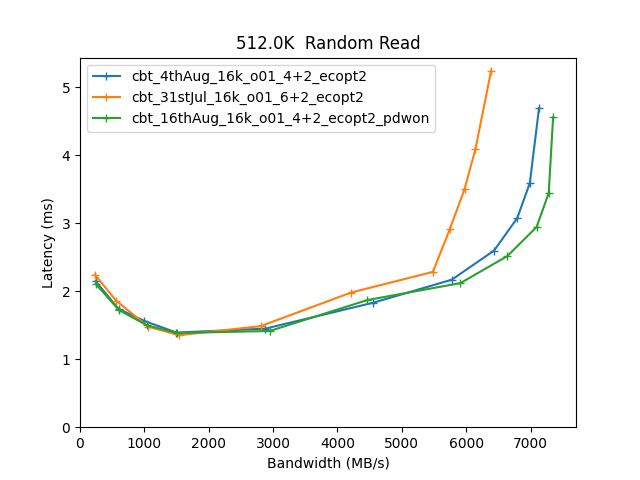 512.0K  Random Read
cbt_4thAug_16k_o01_4+2_ecopt2
cbt_31stJul_16k_o01_6+2_ecopt2
cbt_16thAug_16k_o01_4+2_ecopt2_pdwon
Latency (ms)
5
4
3
2
1
0
0 1000 2000 3000 4000 5000 6000 7000
Bandwidth (MB/s)